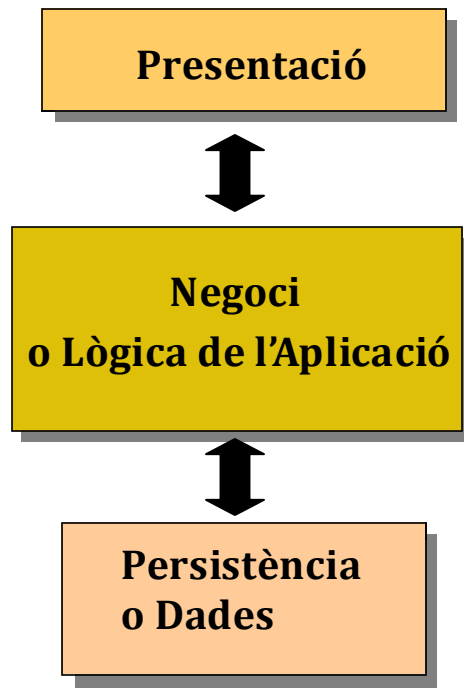 Presentació
Negoci
o Lògica de l’Aplicació
Persistència
o Dades